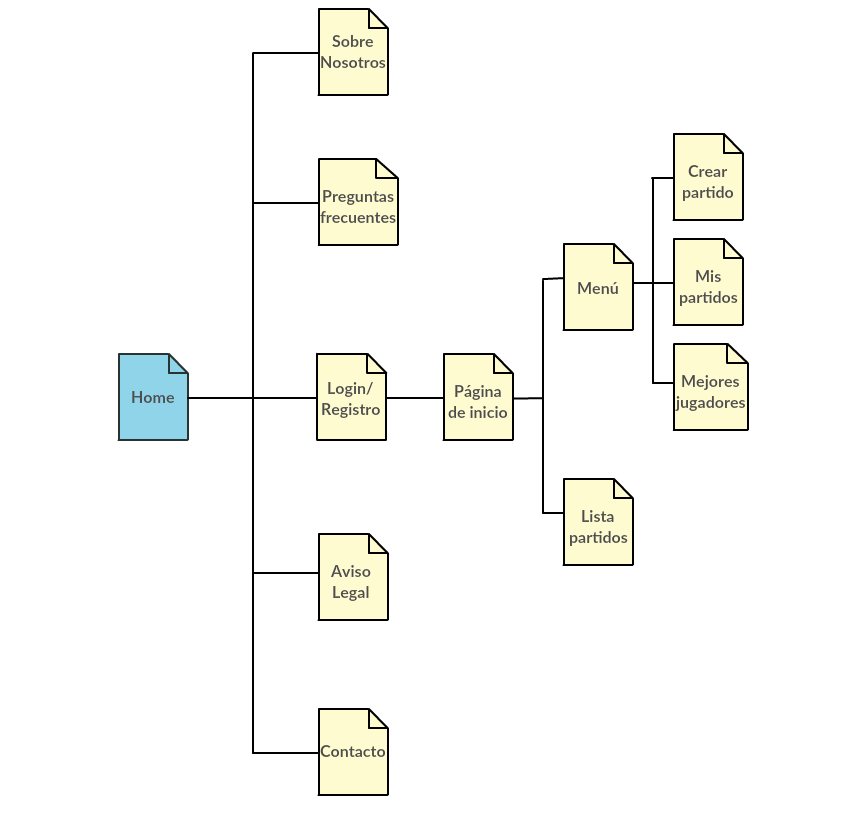 Sobre
Nosotros
Preguntas
frecuentes
Crear
partido
Mis
partidos
Menú
Mejores
jugadores
Home
Login/
Registro
Página
de inicio
Lista
partidos
Aviso
Legal
Contacto